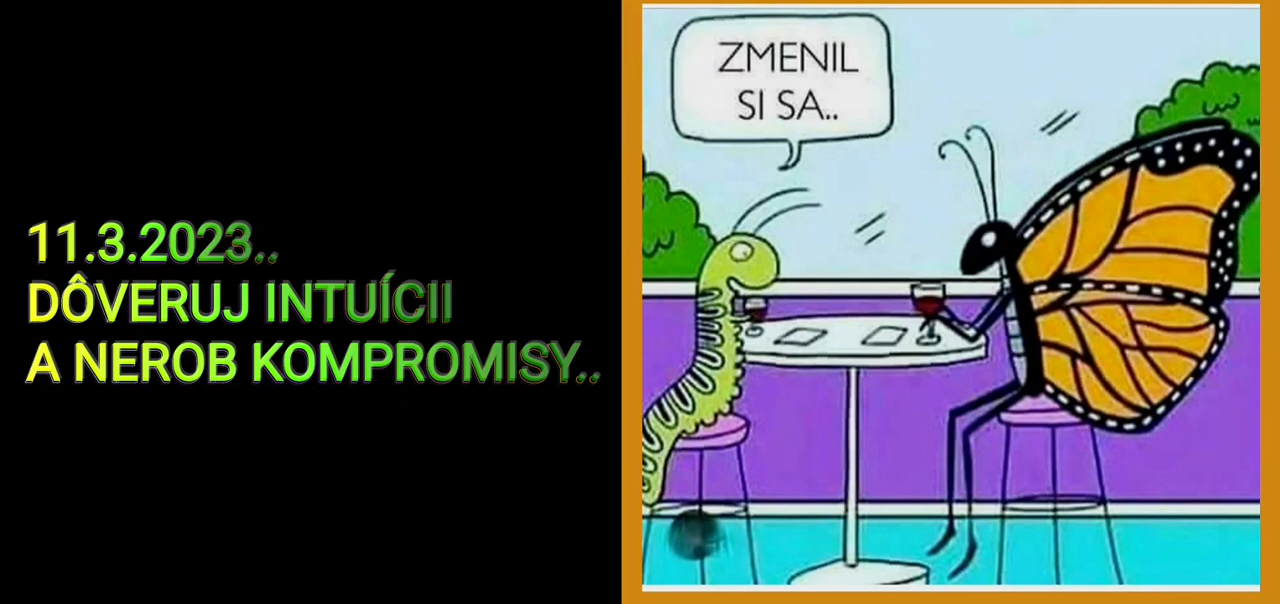 11.3.2023..
DÔVERUJ INTUÍCII
A NEROB KOMPROMISY..
ZMENIL
SI SA..